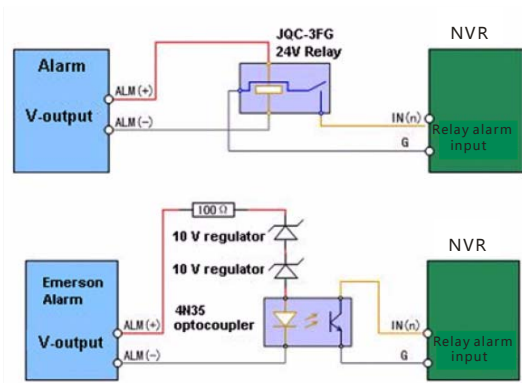 JQC-3FG
24V Relay
NVR
Alarm
V-output
ALM(+)
ALM(−)
IN(n)
G
Relay alarm
input
100Ω
10 V regulator
10 V regulator
NVR
Emerson
Alarm
V-output
4N35
optocoupler
ALM(+)
ALM(−)
IN(n)
G
Relay alarm
input